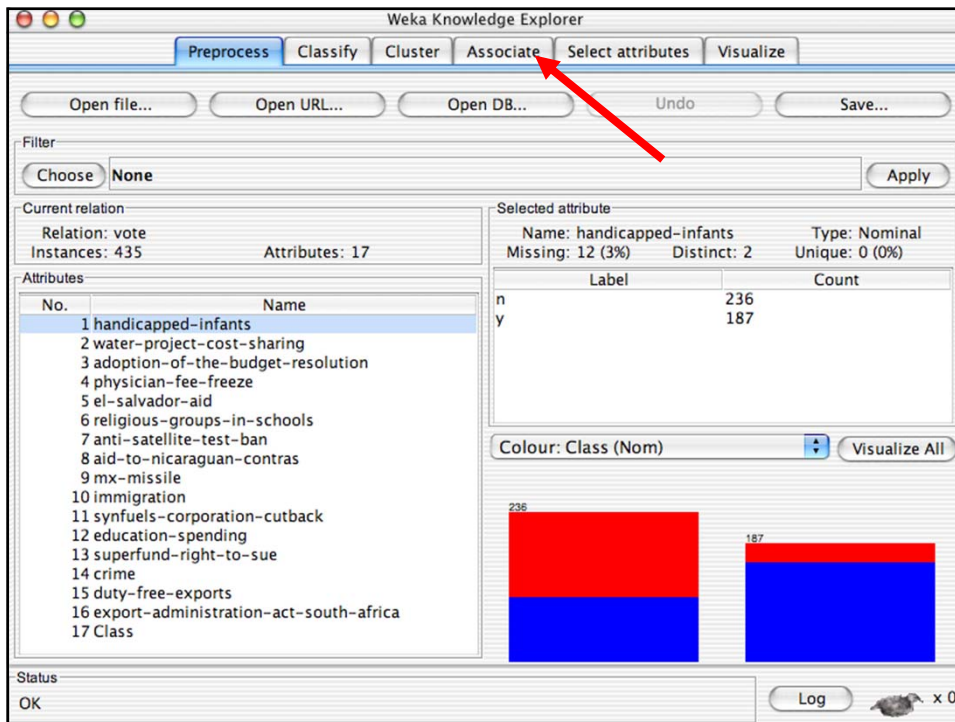 Weka Knowledge Explorer
Preprocess Classify Cluster Associate Select attributes Visualize
Open file... Open URL... Open DB... Undo Save...
Filter
Choose None Apply
Current relation
Relation: vote
Instances: 435 Attributes: 17
Attributes
No. Name
1 handicapped-infants
2 water-project-cost-sharing
3 adoption-of-the-budget-resolution
4 physician-fee-freeze
5 el-salvador-aid
6 religious-groups-in-schools
7 anti-satellite-test-ban
8 aid-to-nicaraguan-contras
9 mx-missile
10 immigration
11 synfuels-corporation-cutback
12 education-spending
13 superfund-right-to-sue
14 crime
15 duty-free-exports
16 export-administration-act-south-africa
17 Class
Selected attribute
Name: handicapped-infants Type: Nominal
Missing: 12 (3%) Distinct: 2 Unique: 0 (0%)
Label Count
n 236
y 187
Colour: Class (Nom) Visualize All
236
187
Status
OK Log x 0